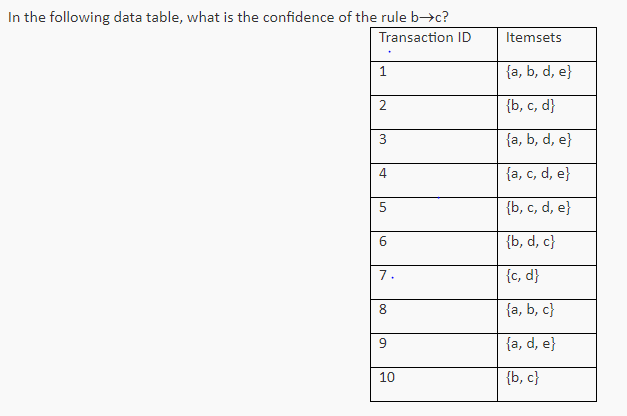 In the following data table, what is the confidence of the rule b→c?
Transaction ID Itemsets
1 {a, b, d, e}
2 {b, c, d}
3 {a, b, d, e}
4 {a, c, d, e}
5 {b, c, d, e}
6 {b, d, c}
7. {c, d}
8 {a, b, c}
9 {a, d, e}
10 {b, c}